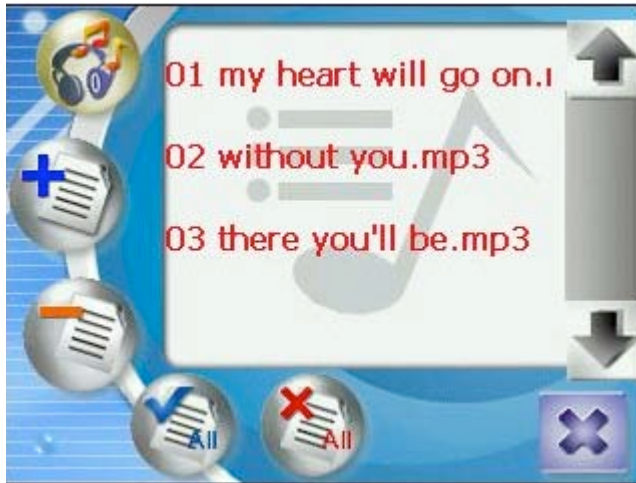 01 my heart will go on.
02 without you.mp3
03 there you'll be.mp3
All
All